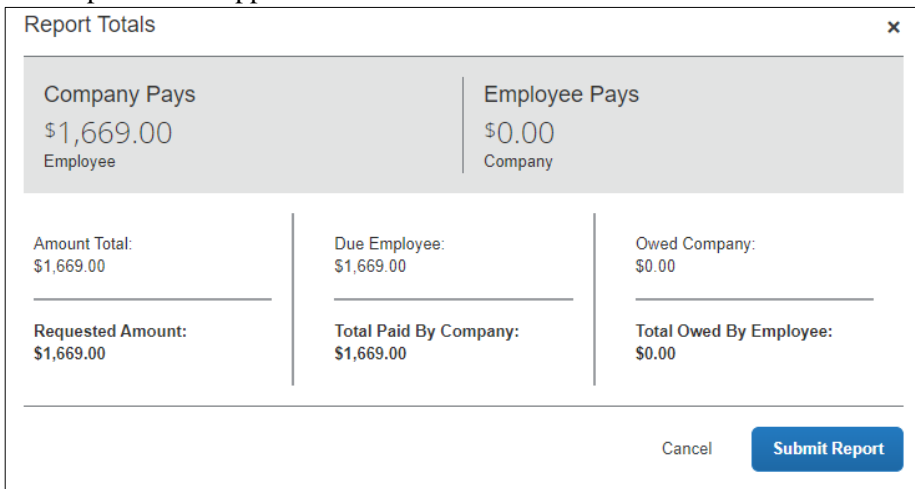 Report Totals
×
Company Pays
$1,669.00
Employee
Employee Pays
$0.00
Company
Amount Total:
$1,669.00
Requested Amount:
$1,669.00
Due Employee:
$1,669.00
Total Paid By Company:
$1,669.00
Owed Company:
$0.00
Total Owed By Employee:
$0.00
Cancel
Submit Report